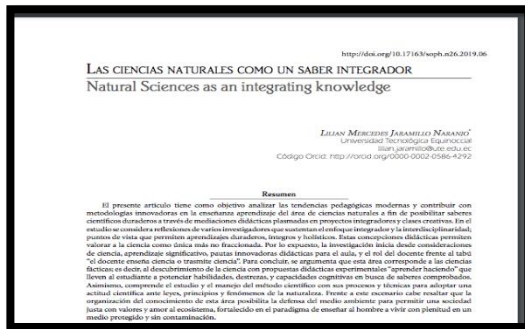 http://doi.org/10.17163/soph.n26.2019.06
LAS CIENCIAS NATURALES COMO UN SABER INTEGRADOR
Natural Sciences as an integrating knowledge
LILIAN MERCEDES JARAMILLO NARANJO*
Universidad Tecnológica Equinoccial
lilian.jaramillo@ute.edu.ec
Código Orcid: http://orcid.org/0000-0002-0586-4292
Resumen
El presente artículo tiene como objetivo analizar las tendencias pedagógicas modernas y contribuir con
metodologías innovadoras en la enseñanza aprendizaje del área de ciencias naturales a fin de posibilitar saberes
científicos duraderos a través de mediaciones didácticas plasmadas en proyectos integradores y clases creativas. En el
estudio se considera reflexiones de varios investigadores que sustentan el enfoque integrador y la interdisciplinaridad;
puntos de vista que permiten aprendizajes duraderos, íntegros y holísticos. Estas concepciones didácticas permiten
valorar a la ciencia como única más no fraccionada. Por lo expuesto, la investigación inicia desde consideraciones
de ciencia, aprendizaje significativo, pautas innovadoras didácticas para el aula, y el rol del docente frente al tabú
"el docente enseña ciencia o trasmite ciencia". Para concluir, se argumenta que esta área corresponde a las ciencias
fácticas; es decir, al descubrimiento de la ciencia con propuestas didácticas experimentales "aprender haciendo" que
lleven al estudiante a potenciar habilidades, destrezas, y capacidades cognitivas en busca de saberes comprobados.
Asimismo, comprende el estudio y el manejo del método científico con sus procesos y técnicas para adoptar una
actitud científica ante leyes, principios y fenómenos de la naturaleza. Frente a este escenario cabe resaltar que la
organización del conocimiento de esta área posibilita la defensa del medio ambiente para permitir una sociedad
justa con valores y amor al ecosistema, fortalecido en el paradigma de enseñar al hombre a vivir con plenitud en un
medio protegido y sin contaminación.